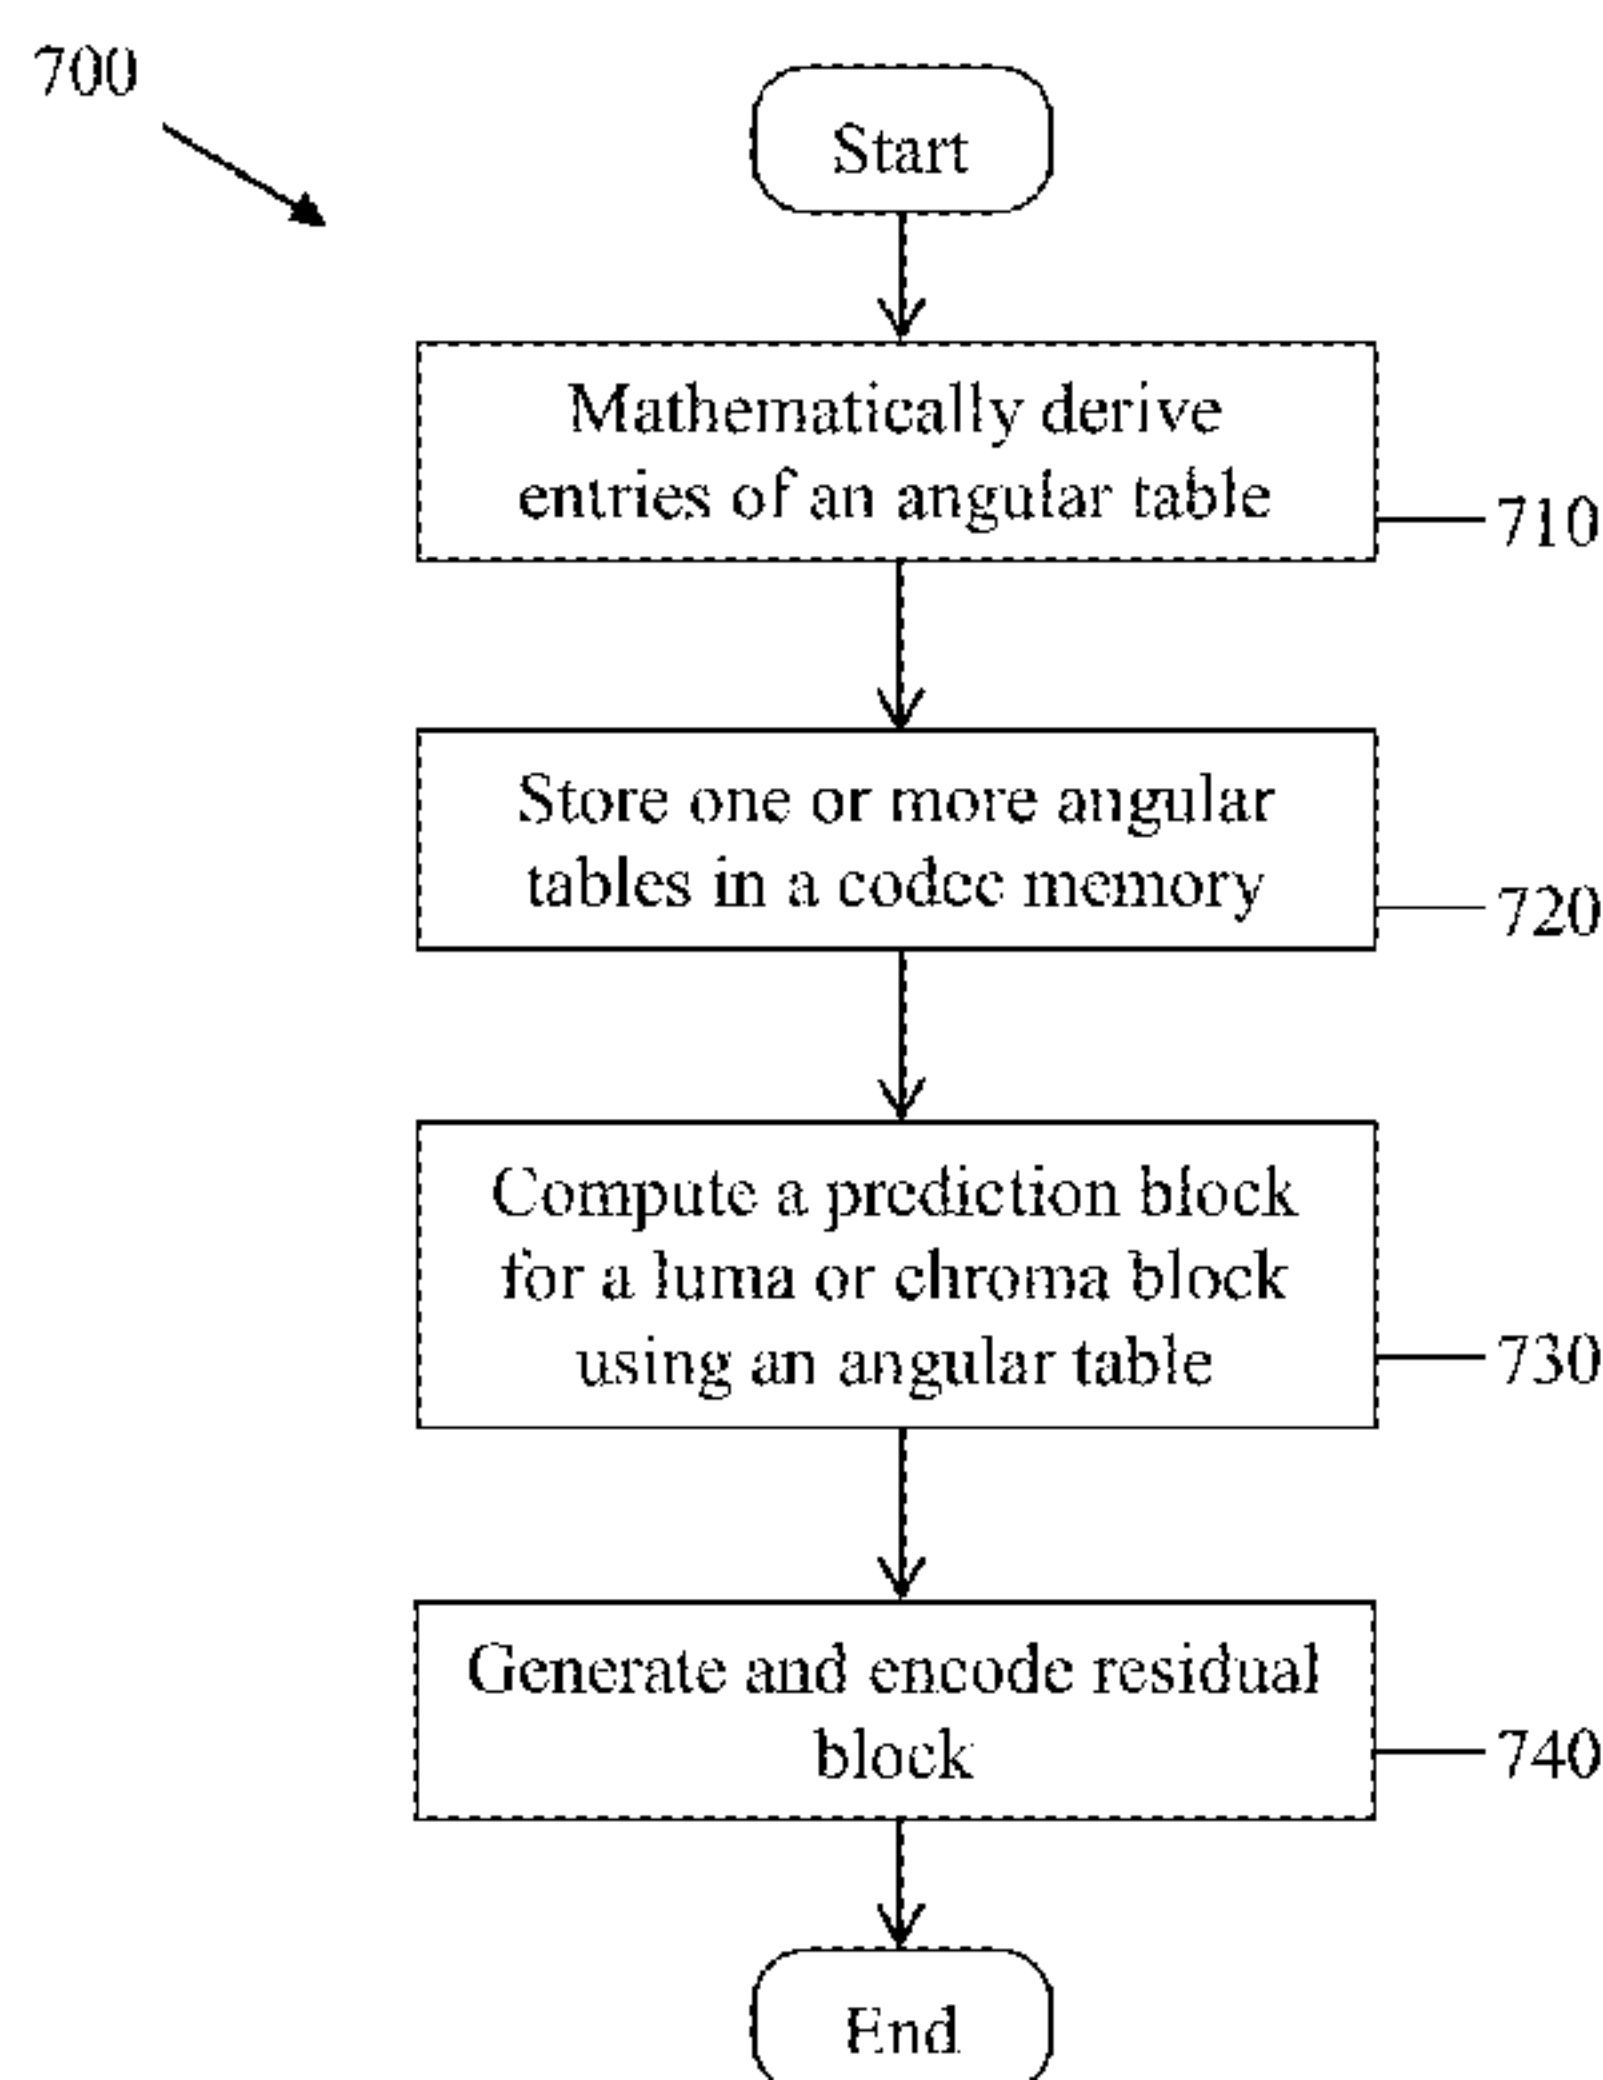 700
Start
Mathematically derive
entries of an angular table
710
Store one or more angular
tables in a codec memory
720
Compute a prediction block
for a luma or chroma block
using an angular table
730
Generate and encode residual
block
740
End